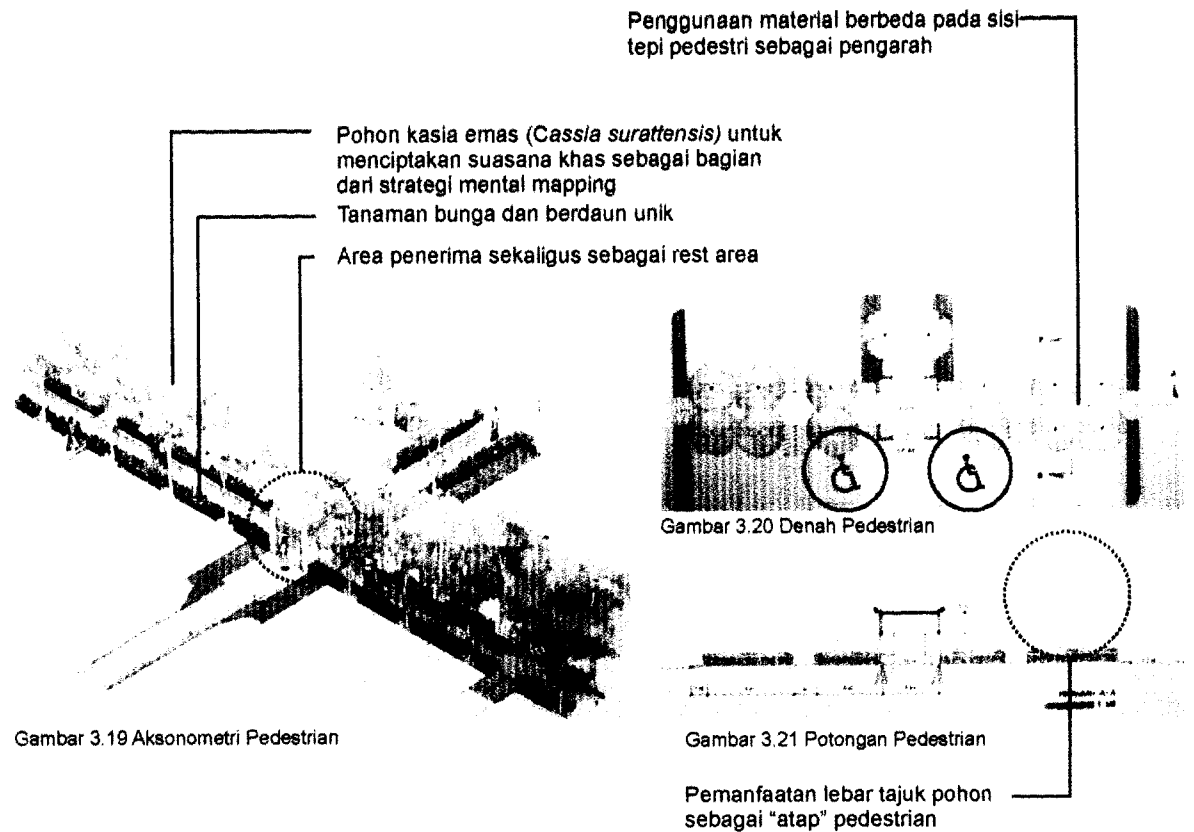 Penggunaan material berbeda pada sisi
tepi pedestri sebagai pengarah
Pohon kasia emas (Cassia surattensis) untuk
menciptakan suasana khas sebagai bagian
dari strategi mental mapping
Tanaman bunga dan berdaun unik
Area penerima sekaligus sebagai rest area
Gambar 3.20 Denah Pedestrian
Gambar 3.19 Aksonometri Pedestrian
Gambar 3.21 Potongan Pedestrian
Pemanfaatan lebar tajuk pohon
sebagai "atap" pedestrian